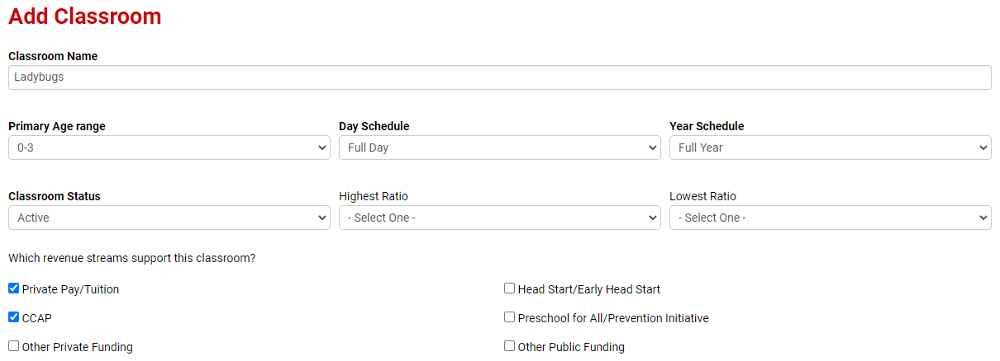 Add Classroom
Classroom Name
Ladybugs
Primary Age range Day Schedule Year Schedule
0-3 Full Day Full Year
Classroom Status Highest Ratio Lowest Ratio
Active - Select One - - Select One -
Which revenue streams support this classroom?
Private Pay/Tuition Head Start/Early Head Start
CCAP Preschool for All/Prevention Initiative
Other Private Funding Other Public Funding